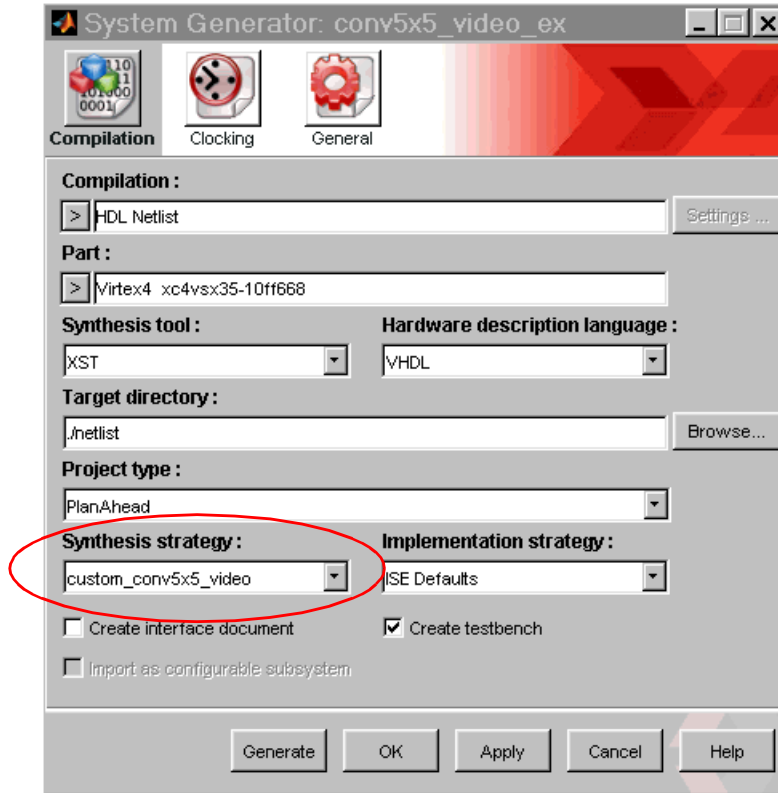 System Generator: conv5x5_video_ex
Compilation
Clocking
General
Compilation :
> HDL Netlist
Settings ...
Part :
> Virtex4 xc4vsx35-10ff668
Synthesis tool :
Hardware description language :
XST
VHDL
Target directory :
./netlist
Browse...
Project type :
PlanAhead
Synthesis strategy :
Implementation strategy :
custom_conv5x5_video
ISE Defaults
Create interface document
Create testbench
Import as configurable subsystem
Generate
OK
Apply
Cancel
Help